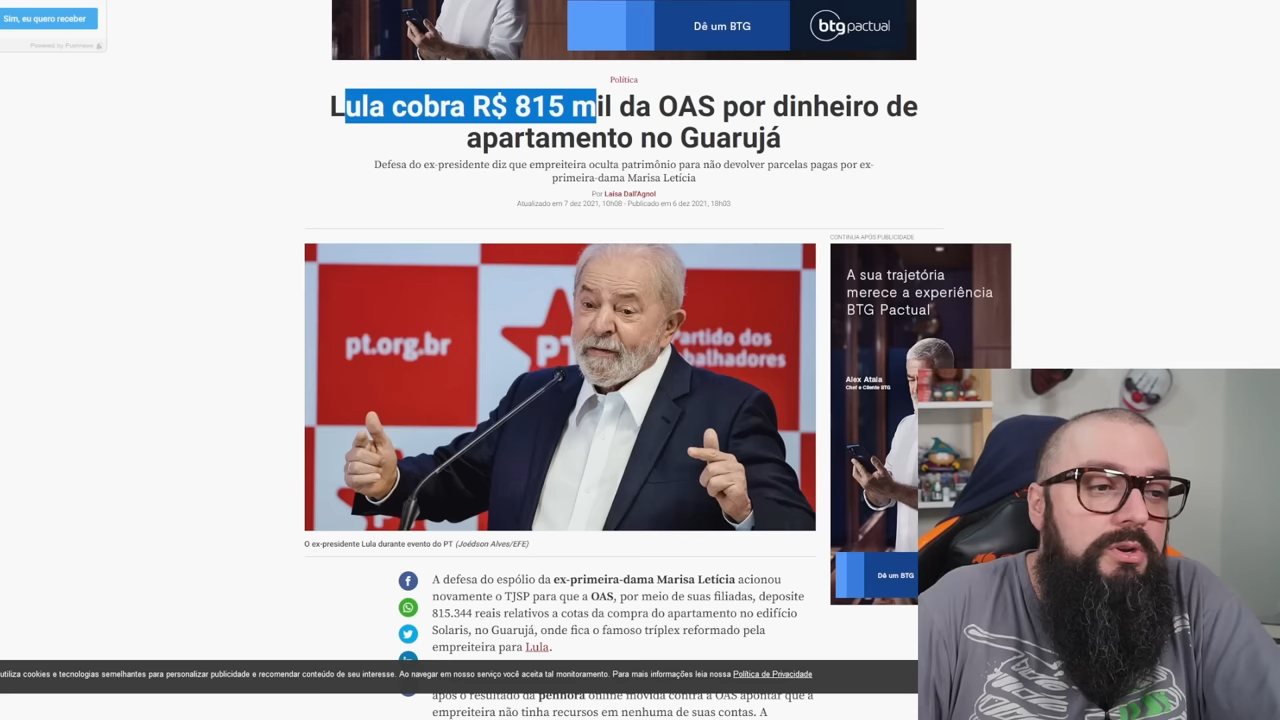 Sim, eu quero receber
Powered by Pushnews
Dê um BTG
btg pactual
Política
Lula cobra R$ 815 mil da OAS por dinheiro de
apartamento no Guarujá
Defesa do ex-presidente diz que empreiteira oculta patrimônio para não devolver parcelas pagas por ex-
primeira-dama Marisa Letícia
Por Laísa Dall'Agnol
Atualizado em 7 dez 2021, 10h08 - Publicado em 6 dez 2021, 18h03
CONTINUA APÓS PUBLICIDADE
pt.org.br
PT
Partido dos
Trabalhadores
A sua trajetória
merece a experiência
BTG Pactual
Alex Atala
Chef e Cliente BTG
Dê um BTG
O ex-presidente Lula durante evento do PT (Joédson Alves/EFE)
A defesa do espólio da ex-primeira-dama Marisa Letícia acionou
novamente o TJSP para que a OAS, por meio de suas filiadas, deposite
815.344 reais relativos a cotas da compra do apartamento no edifício
Solaris, no Guarujá, onde fica o famoso tríplex reformado pela
empreiteira para Lula.
utiliza cookies e tecnologias semelhantes para personalizar publicidade e recomendar conteúdo de seu interesse. Ao navegar em nosso serviço você aceita tal monitoramento. Para mais informações leia nossa Política de Privacidade
após o resultado da penhora online movida contra a OAS apontar que a
empreiteira não tinha recursos em nenhuma de suas contas. A